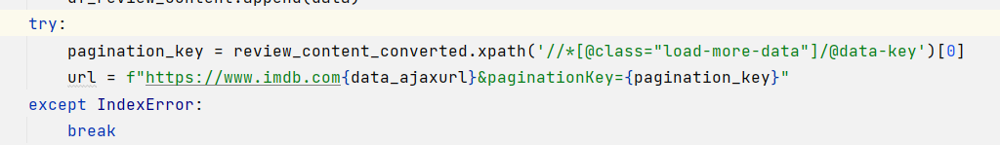 df_review_content.append(data)
try:
pagination_key = review_content_converted.xpath('//*[@class="load-more-data"]/@data-key')[0]
url = f"https://www.imdb.com{data_ajaxurl}&paginationKey={pagination_key}"
except IndexError:
break